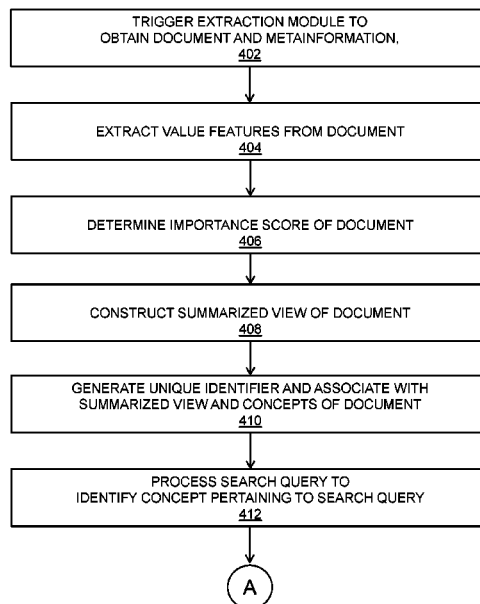 TRIGGER EXTRACTION MODULE TO
OBTAIN DOCUMENT AND METAINFORMATION,
402
EXTRACT VALUE FEATURES FROM DOCUMENT
404
DETERMINE IMPORTANCE SCORE OF DOCUMENT
406
CONSTRUCT SUMMARIZED VIEW OF DOCUMENT
408
GENERATE UNIQUE IDENTIFIER AND ASSOCIATE WITH
SUMMARIZED VIEW AND CONCEPTS OF DOCUMENT
410
PROCESS SEARCH QUERY TO
IDENTIFY CONCEPT PERTAINING TO SEARCH QUERY
412
A